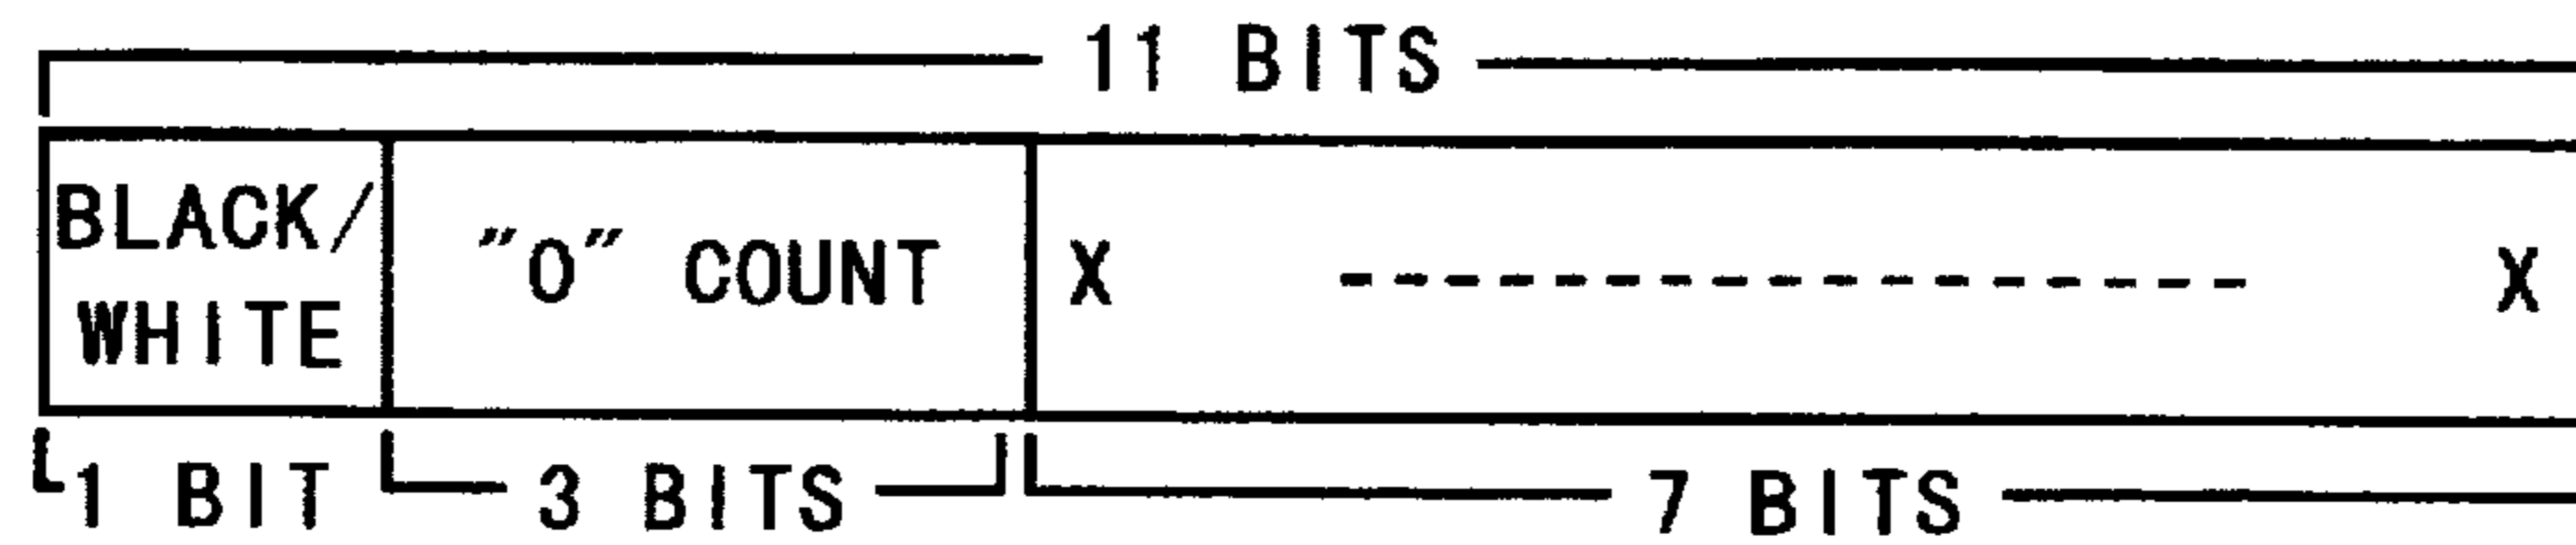 11 BITS
BLACK/
WHITE
"0" COUNT
X ---------------- X
1 BIT
3 BITS
7 BITS